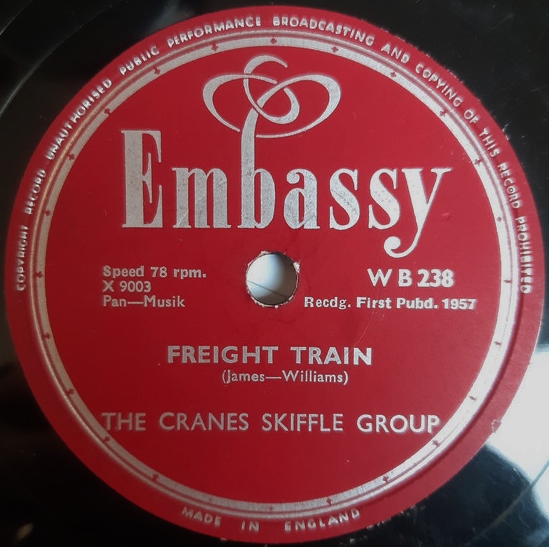 COPYRIGHT RECORD UNAUTHORISED PUBLIC PERFORMANCE BROADCASTING AND COPYING OF THIS RECORD PROHIBITED
Embassy
Speed 78 rpm.
X 9003
Pan—Musik
WB 238
Recdg. First Pubd. 1957
FREIGHT TRAIN
(James—Williams)
THE CRANES SKIFFLE GROUP
MADE IN ENGLAND